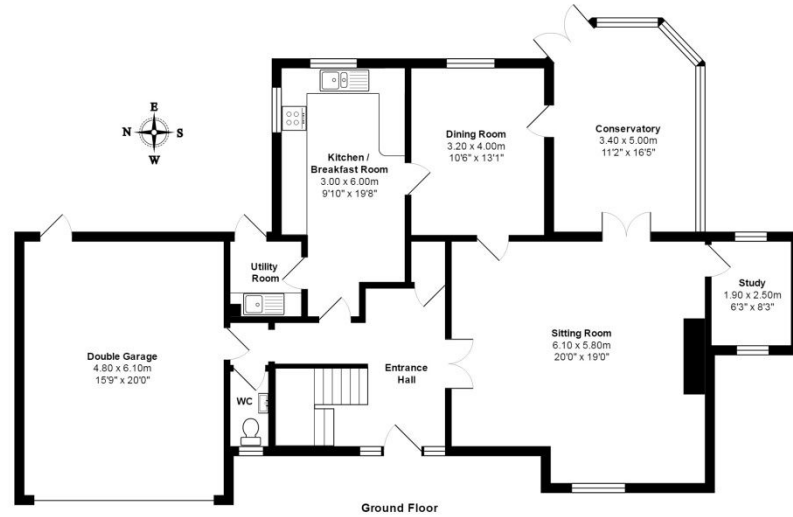 E
N S
W
Kitchen /
Breakfast Room
3.00 x 6.00m
9'10" x 19'8"
Dining Room
3.20 x 4.00m
10'6" x 13'1"
Conservatory
3.40 x 5.00m
11'2" x 16'5"
Utility
Room
Study
1.90 x 2.50m
6'3" x 8'3"
Sitting Room
6.10 x 5.80m
20'0" x 19'0"
Double Garage
4.80 x 6.10m
15'9" x 20'0"
Entrance
Hall
WC
Ground Floor